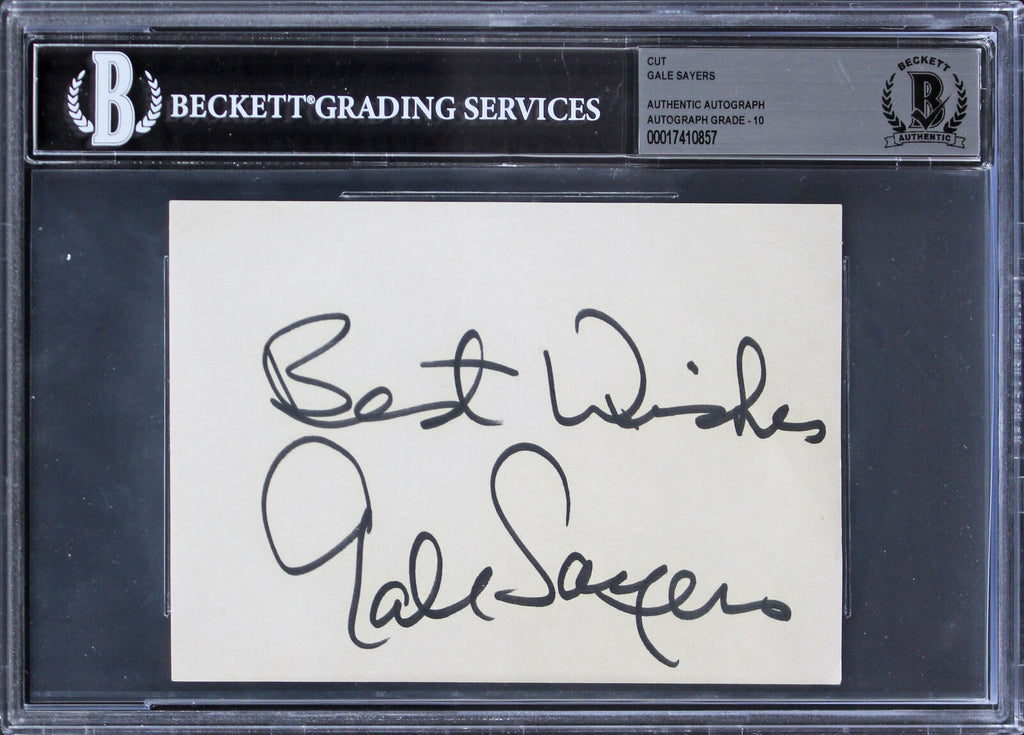 BECKETT® GRADING SERVICES
CUT
GALE SAYERS
AUTHENTIC AUTOGRAPH
AUTOGRAPH GRADE - 10
00017410857
BECKETT
B
AUTHENTIC
B
Best Wishes
Gale Sayers